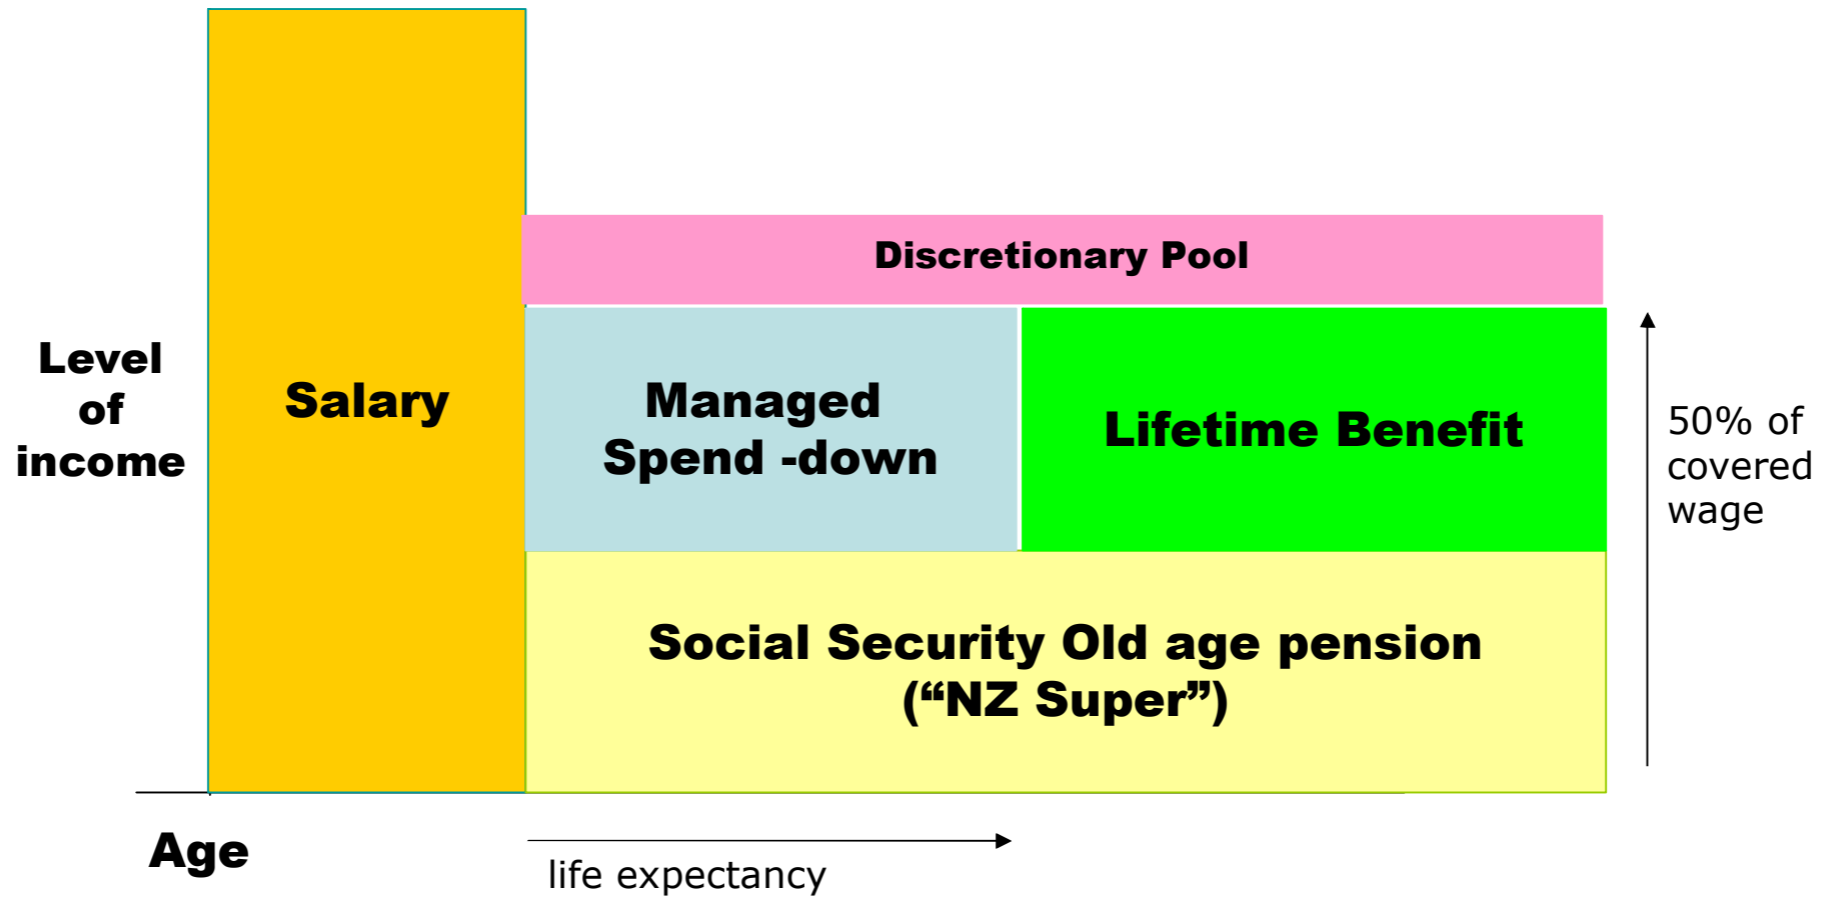 Discretionary Pool
Level
of
income
Salary
Managed
Spend -down
Lifetime Benefit
50% of
covered
wage
Social Security Old age pension
(“NZ Super”)
Age
life expectancy